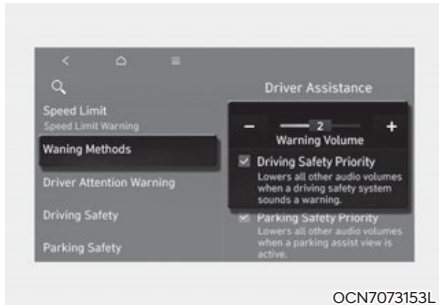 Driver Assistance
Speed Limit
Speed Limit Warning
Waning Methods
Driver Attention Warning
Driving Safety
Parking Safety
− 2 +
Warning Volume
Driving Safety Priority
Lowers all other audio volumes
when a driving safety system
sounds a warning.
Parking Safety Priority
Lowers all other audio volumes
when a parking assist view is
active.
OCN7073153L